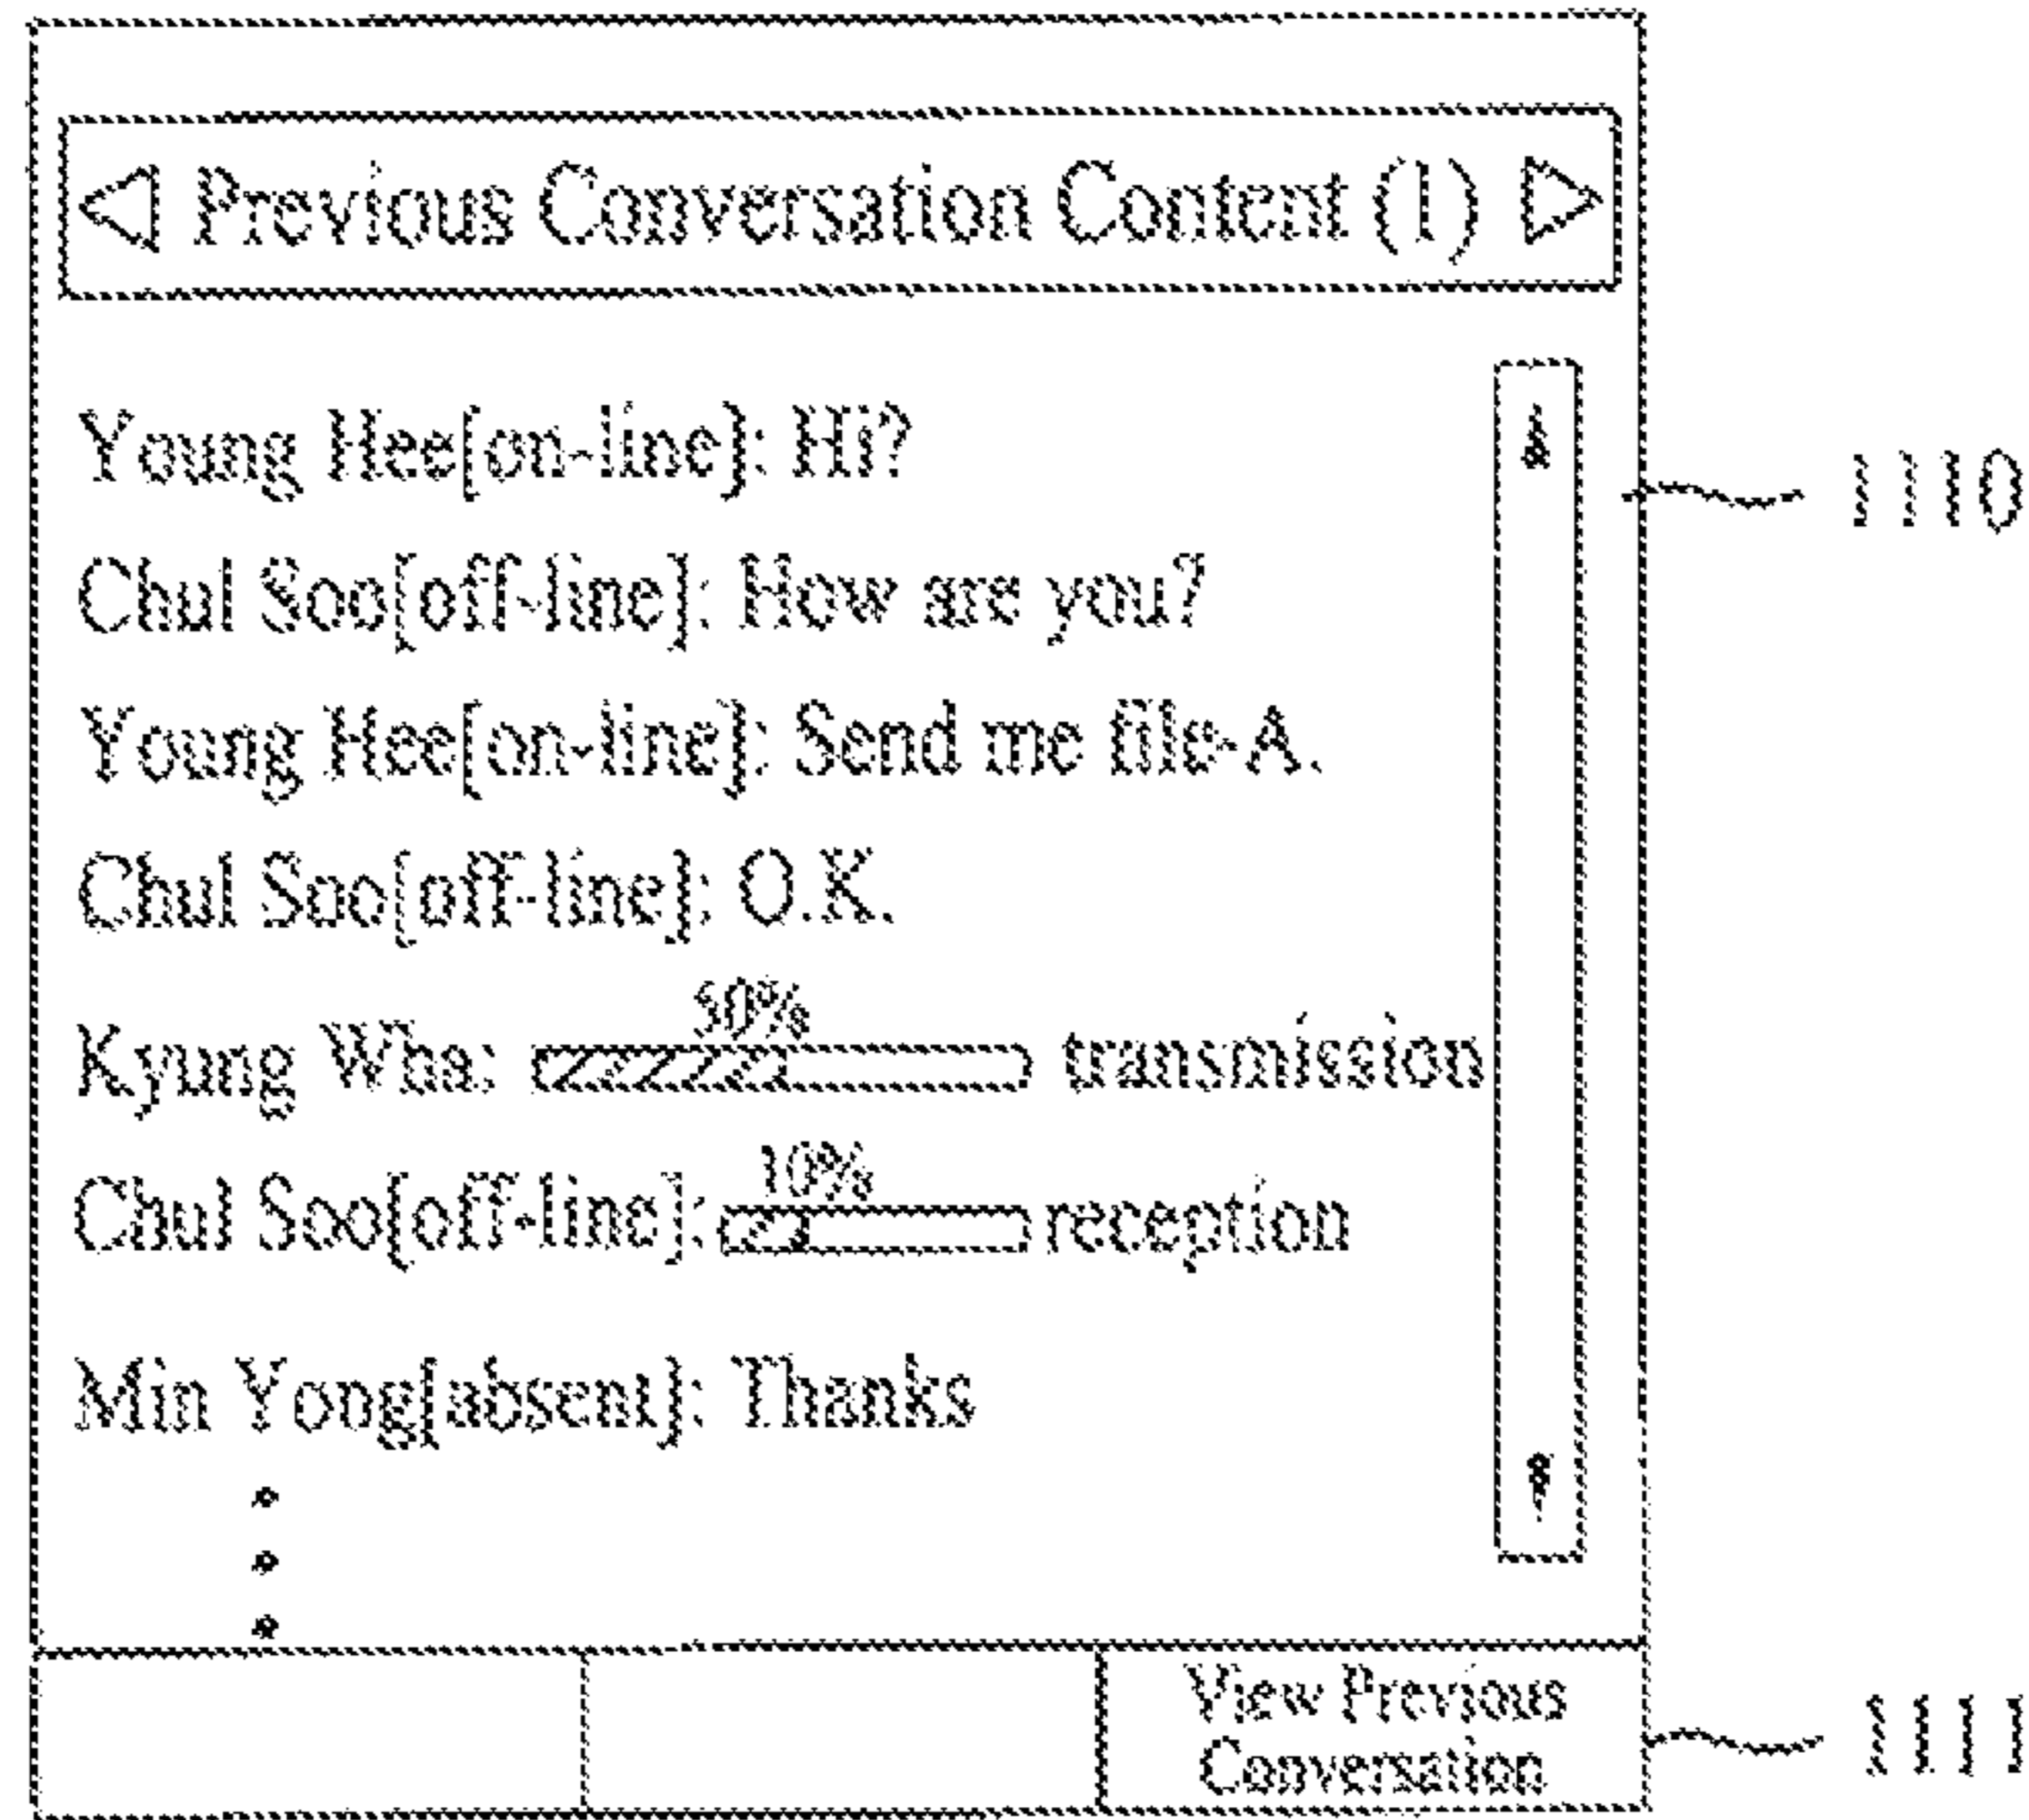 Previous Conversation Content (1)
Young Hee[on-line]: Hi?
1110
Chul Soo[off-line]: How are you?
Young Hee[on-line]: Send me file-A.
Chul Soo[off-line]: O.K.
50%
Kyung Wha: transmission
10%
Chul Soo[off-line]: reception
Min Yong[absent]: Thanks
View Previous
Conversation
1111